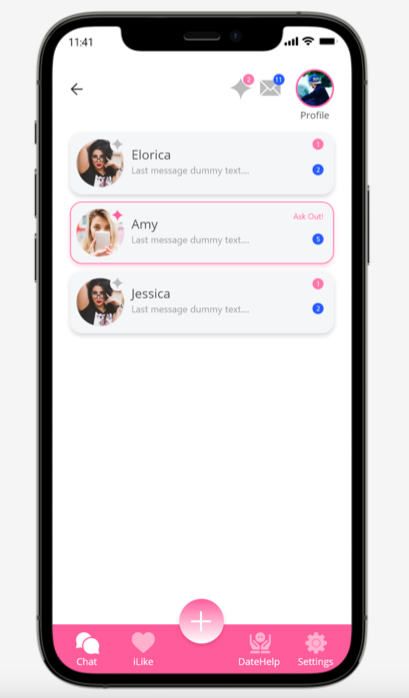 11:41
2
11
Profile
Elorica
Last message dummy text...
1
2
Amy
Last message dummy text...
Ask Out!
5
Jessica
Last message dummy text...
1
2
Chat
iLike
DateHelp
Settings